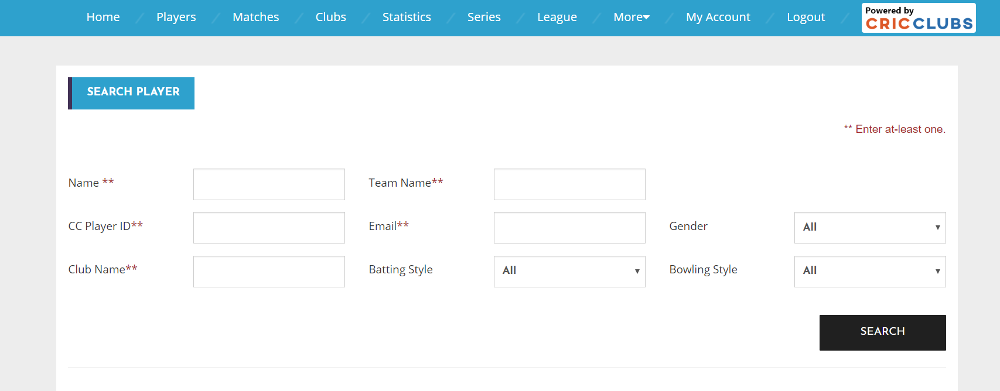 Home / Players / Matches / Clubs / Statistics / Series / League / More / My Account / Logout /
Powered by
CRICCLUBS
SEARCH PLAYER
** Enter at-least one.
Name **
Team Name**
CC Player ID**
Email**
Gender
All
Club Name**
Batting Style
All
Bowling Style
All
SEARCH